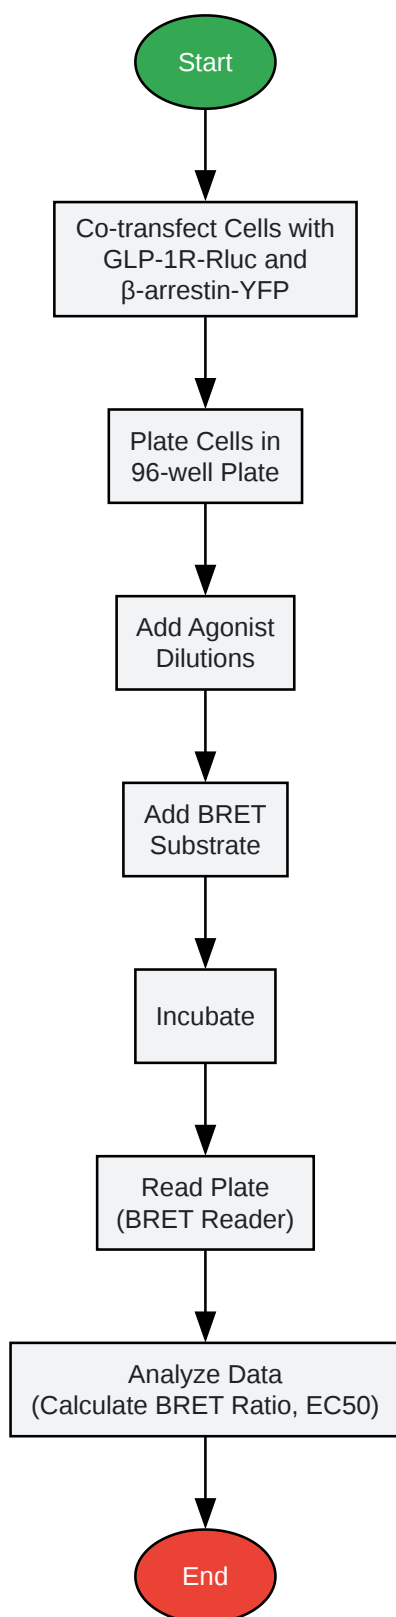 Start
Co-transfect Cells with
GLP-1R-Rluc and
β-arrestin-YFP
Plate Cells in
96-well Plate
Add Agonist
Dilutions
Add BRET
Substrate
Incubate
Read Plate
(BRET Reader)
Analyze Data
(Calculate BRET Ratio, EC50)
End